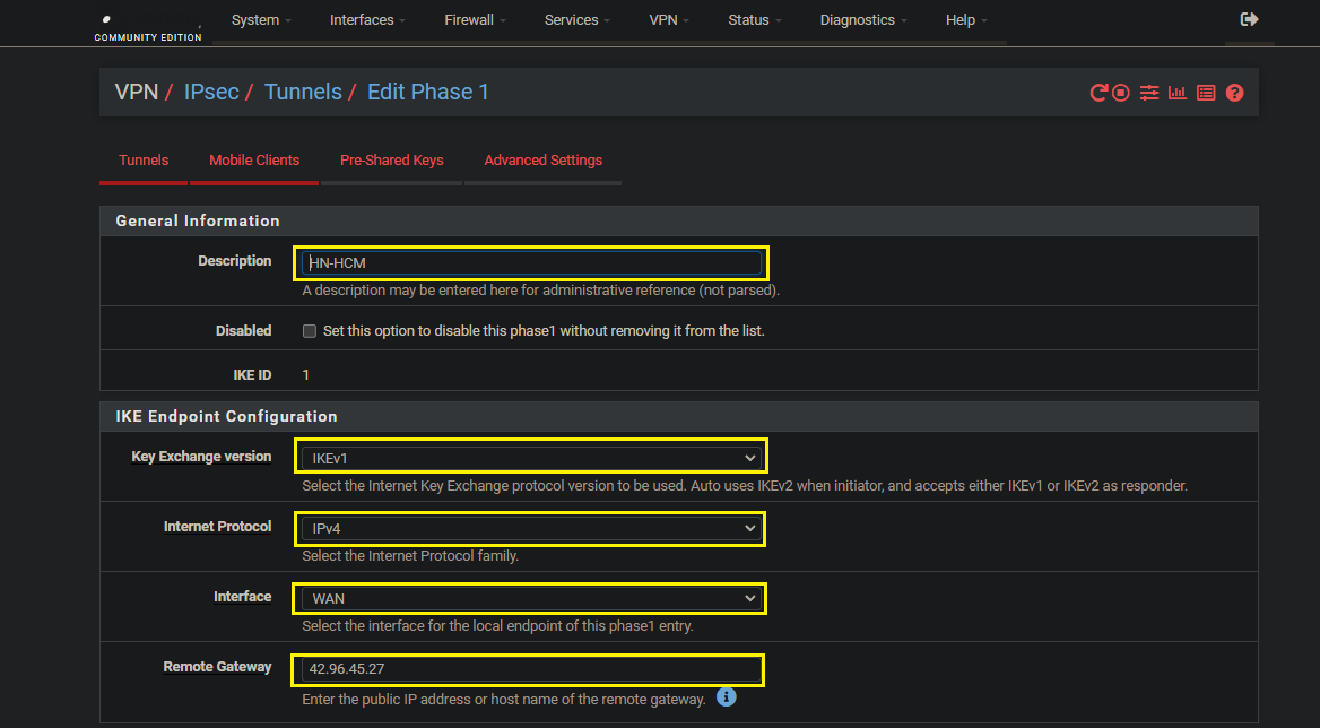 System Interfaces Firewall Services VPN Status Diagnostics Help
COMMUNITY EDITION
VPN / IPsec / Tunnels / Edit Phase 1
Tunnels Mobile Clients Pre-Shared Keys Advanced Settings
General Information
Description HN-HCM
A description may be entered here for administrative reference (not parsed).
Disabled Set this option to disable this phase1 without removing it from the list.
IKE ID 1
IKE Endpoint Configuration
Key Exchange version IKEv1
Select the Internet Key Exchange protocol version to be used. Auto uses IKEv2 when initiator, and accepts either IKEv1 or IKEv2 as responder.
Internet Protocol IPv4
Select the Internet Protocol family.
Interface WAN
Select the interface for the local endpoint of this phase1 entry.
Remote Gateway 42.96.45.27
Enter the public IP address or host name of the remote gateway.